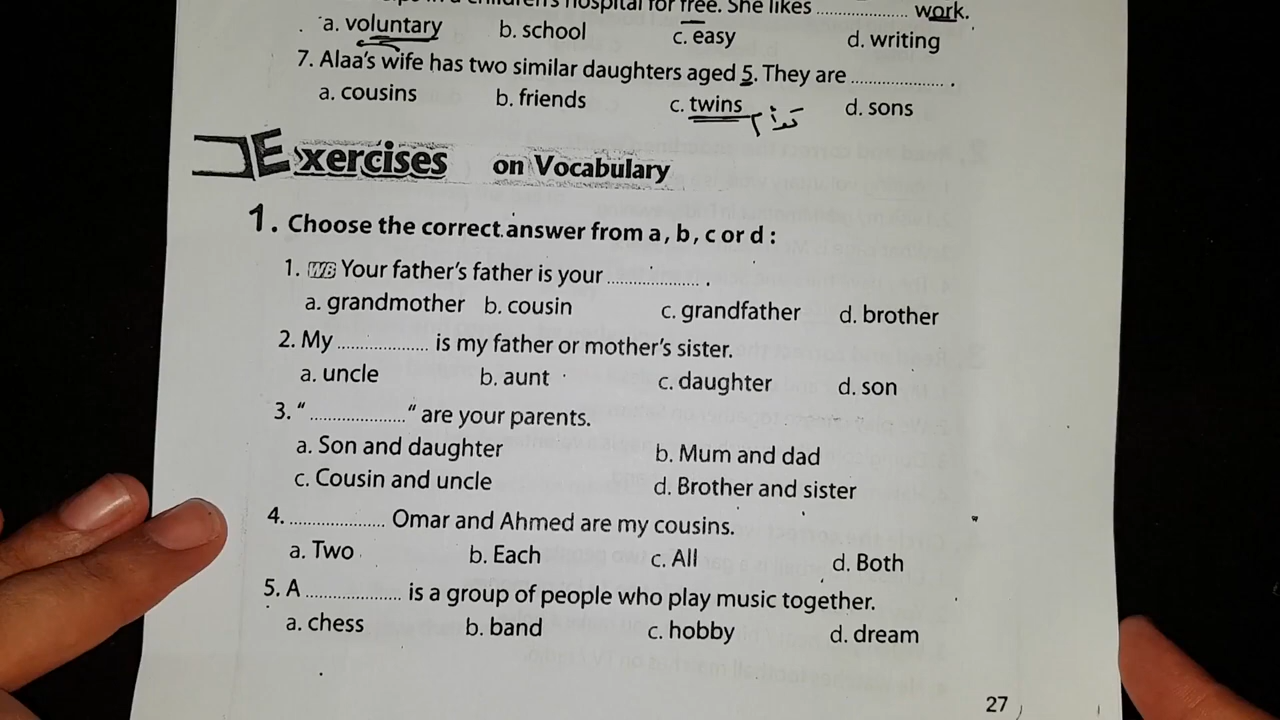 hospital for free. She likes .................... work.
a. voluntary b. school c. easy d. writing
7. Alaa's wife has two similar daughters aged 5. They are .................... .
a. cousins b. friends c. twins d. sons
Exercises on Vocabulary
1. Choose the correct answer from a, b, c or d :
1. WB Your father's father is your .................... .
a. grandmother b. cousin c. grandfather d. brother
2. My .................... is my father or mother's sister.
a. uncle b. aunt c. daughter d. son
3. “ .................... “ are your parents.
a. Son and daughter b. Mum and dad
c. Cousin and uncle d. Brother and sister
4. .................... Omar and Ahmed are my cousins.
a. Two b. Each c. All d. Both
5. A .................... is a group of people who play music together.
a. chess b. band c. hobby d. dream
27